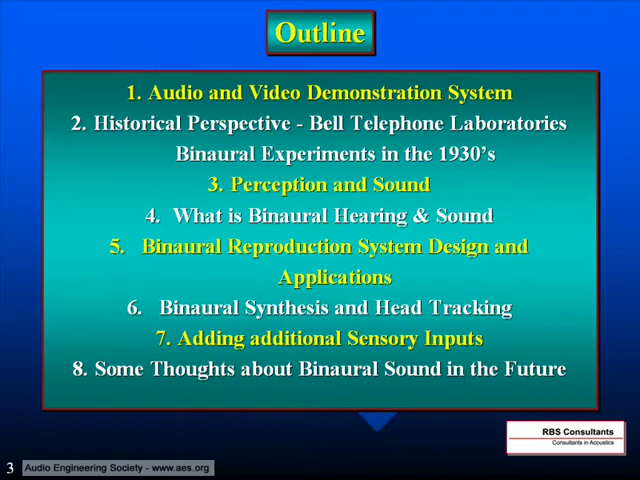 Outline
1. Audio and Video Demonstration System
2. Historical Perspective - Bell Telephone Laboratories
Binaural Experiments in the 1930’s
3. Perception and Sound
4. What is Binaural Hearing & Sound
5. Binaural Reproduction System Design and
Applications
6. Binaural Synthesis and Head Tracking
7. Adding additional Sensory Inputs
8. Some Thoughts about Binaural Sound in the Future
RBS Consultants
Consultants in Acoustics
3 Audio Engineering Society - www.aes.org